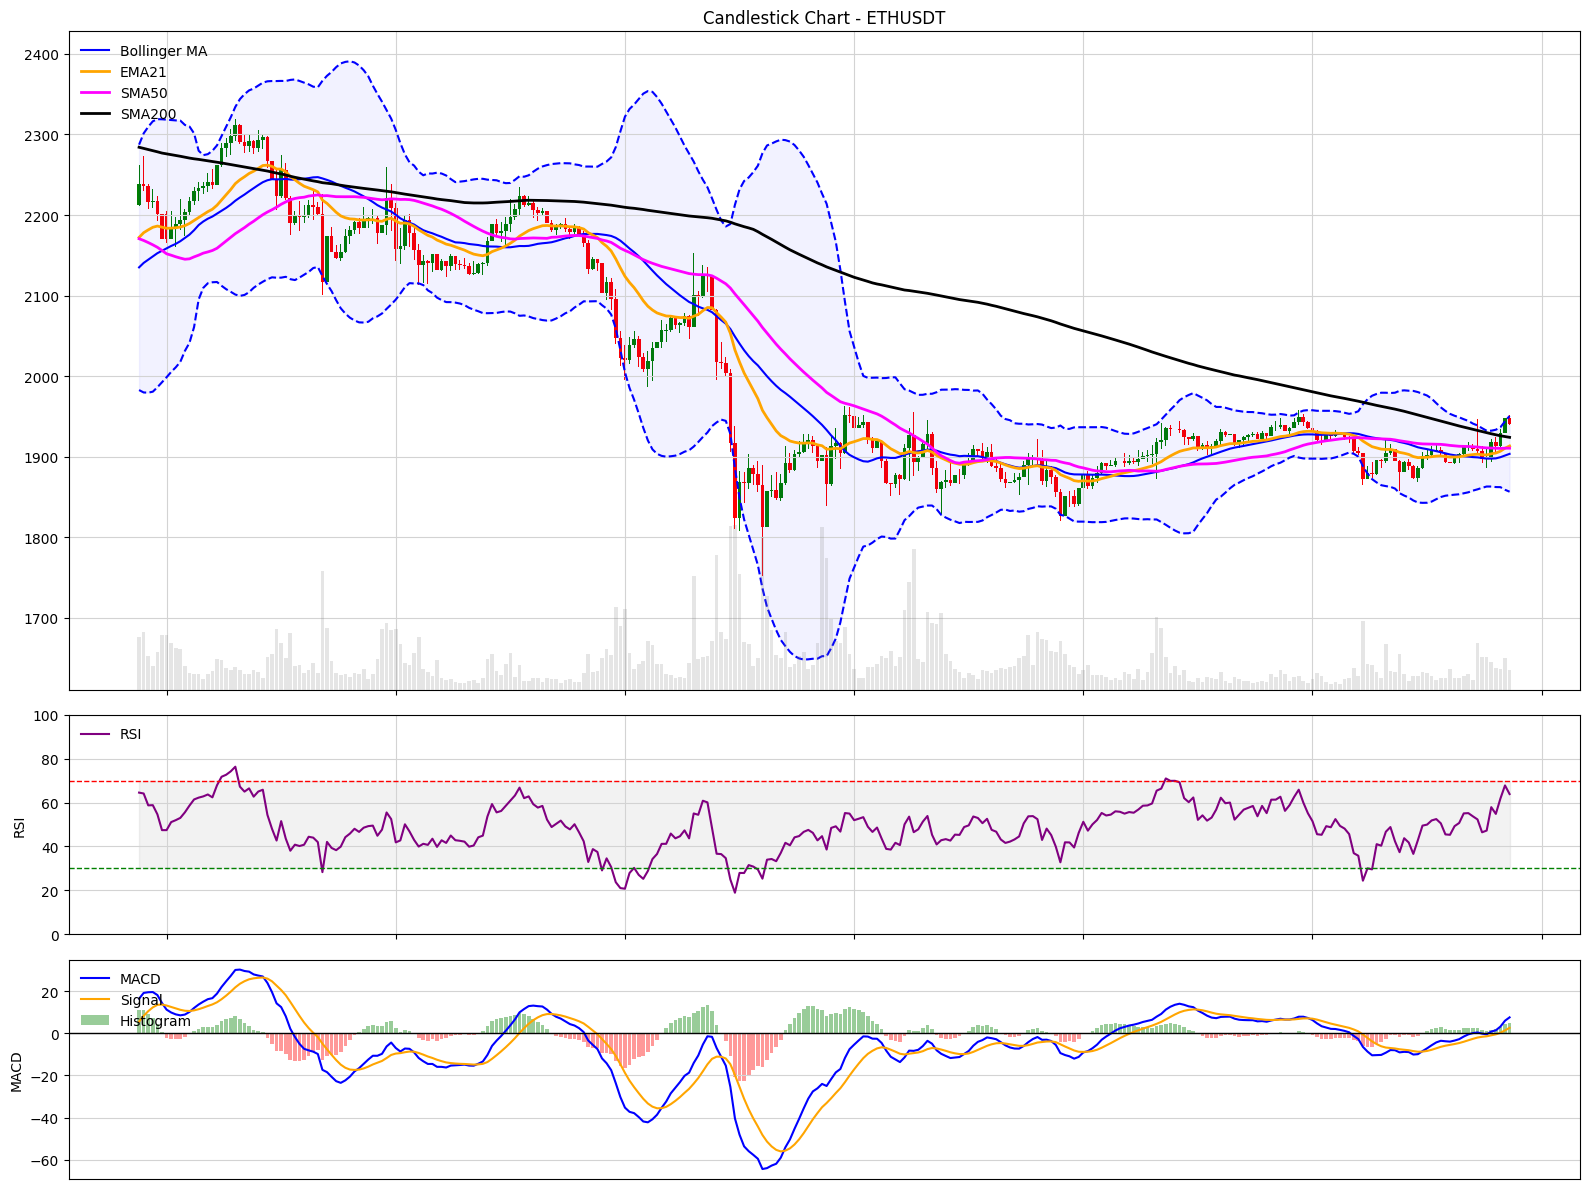 Candlestick Chart - ETHUSDT
Bollinger MA
EMA21
SMA50
SMA200
2400
2300
2200
2100
2000
1900
1800
1700
RSI
100
80
60
40
20
0
RSI
MACD
Signal
Histogram
20
0
−20
−40
−60
MACD